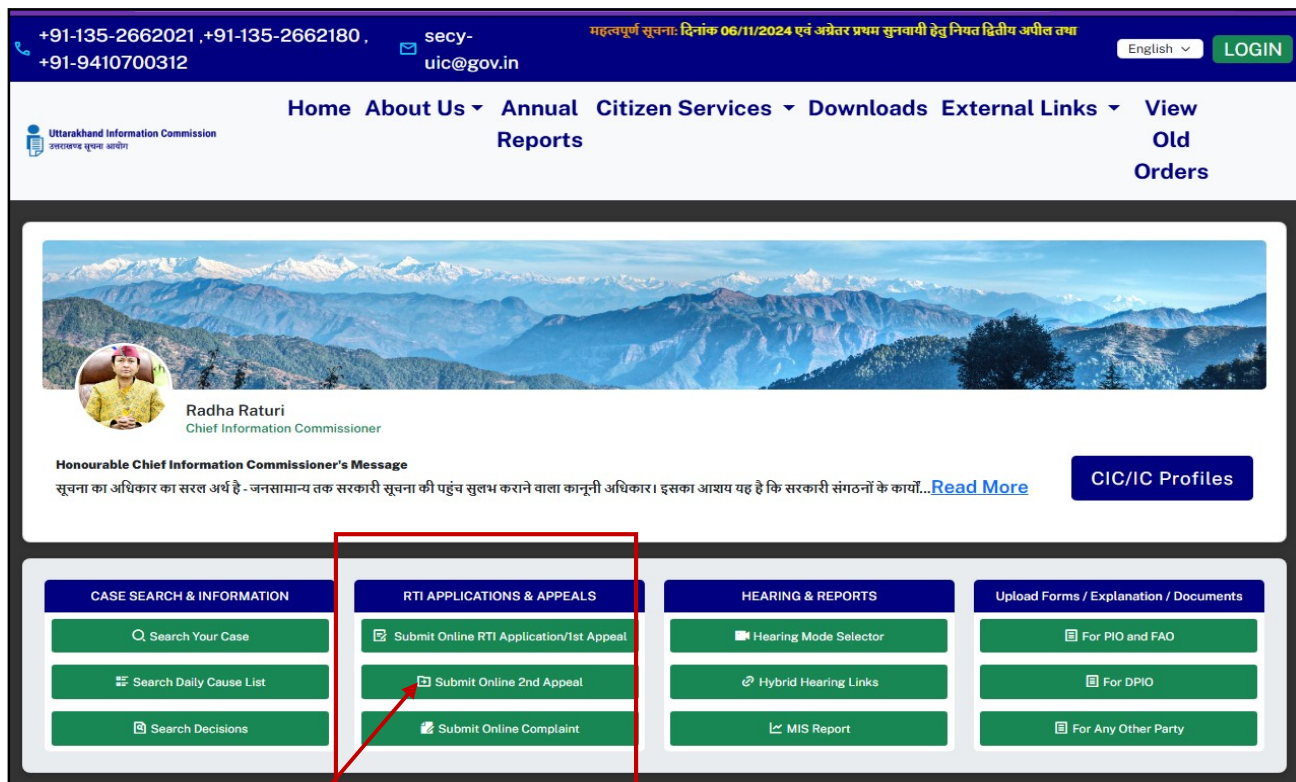 +91-135-2662021 ,+91-135-2662180 ,
+91-9410700312
secy-
uic@gov.in
महत्वपूर्ण सूचना: दिनांक 06/11/2024 एवं अग्रेतर प्रथम सुनवायी हेतु नियत द्वितीय अपील तथा
English
LOGIN
Uttarakhand Information Commission
उत्तराखण्ड सूचना आयोग
Home
About Us
Annual
Reports
Citizen Services
Downloads
External Links
View
Old
Orders
Radha Raturi
Chief Information Commissioner
Honourable Chief Information Commissioner's Message
सूचना का अधिकार का सरल अर्थ है - जनसामान्य तक सरकारी सूचना की पहुंच सुलभ कराने वाला कानूनी अधिकार। इसका आशय यह है कि सरकारी संगठनों के कार्यों...Read More
CIC/IC Profiles
CASE SEARCH & INFORMATION
Search Your Case
Search Daily Cause List
Search Decisions
RTI APPLICATIONS & APPEALS
Submit Online RTI Application/1st Appeal
Submit Online 2nd Appeal
Submit Online Complaint
HEARING & REPORTS
Hearing Mode Selector
Hybrid Hearing Links
MIS Report
Upload Forms / Explanation / Documents
For PIO and FAO
For DPIO
For Any Other Party